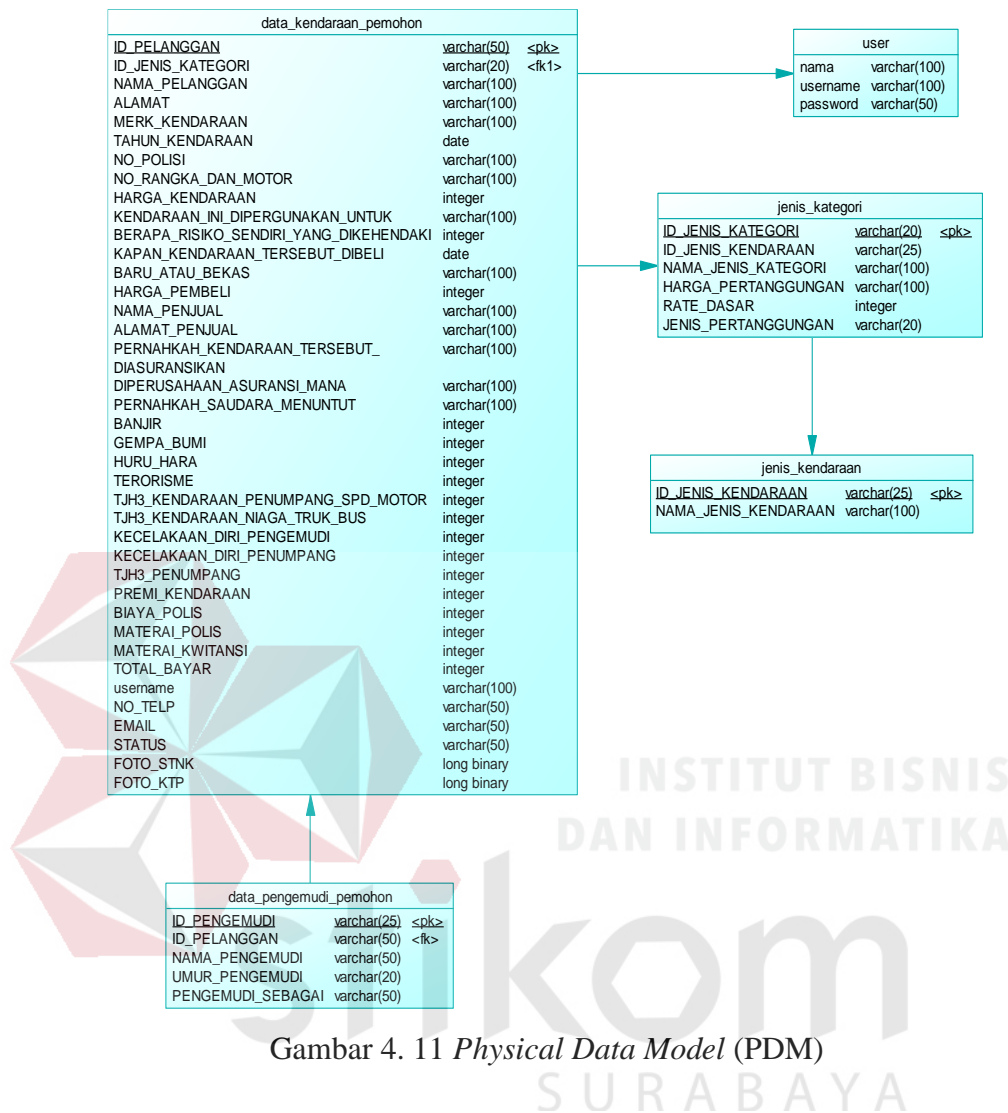 data_kendaraan_pemohon
ID_PELANGGAN varchar(50) <pk>
ID_JENIS_KATEGORI varchar(20) <fk1>
NAMA_PELANGGAN varchar(100)
ALAMAT varchar(100)
MERK_KENDARAAN varchar(100)
TAHUN_KENDARAAN date
NO_POLISI varchar(100)
NO_RANGKA_DAN_MOTOR varchar(100)
HARGA_KENDARAAN integer
KENDARAAN_INI_DIPERGUNAKAN_UNTUK varchar(100)
BERAPA_RISIKO_SENDIRI_YANG_DIKEHENDAKI integer
KAPAN_KENDARAAN_TERSEBUT_DIBELI date
BARU_ATAU_BEKAS varchar(100)
HARGA_PEMBELI integer
NAMA_PENJUAL varchar(100)
ALAMAT_PENJUAL varchar(100)
PERNAHKAH_KENDARAAN_TERSEBUT_ varchar(100)
DIASURANSIKAN
DIPERUSAHAAN_ASURANSI_MANA varchar(100)
PERNAHKAH_SAUDARA_MENUNTUT varchar(100)
BANJIR integer
GEMPA_BUMI integer
HURU_HARA integer
TERORISME integer
TJH3_KENDARAAN_PENUMPANG_SPD_MOTOR integer
TJH3_KENDARAAN_NIAGA_TRUK_BUS integer
KECELAKAAN_DIRI_PENGEMUDI integer
KECELAKAAN_DIRI_PENUMPANG integer
TJH3_PENUMPANG integer
PREMI_KENDARAAN integer
BIAYA_POLIS integer
MATERAI_POLIS integer
MATERAI_KWITANSI integer
TOTAL_BAYAR integer
username varchar(100)
NO_TELP varchar(50)
EMAIL varchar(50)
STATUS varchar(50)
FOTO_STNK long binary
FOTO_KTP long binary
user
nama varchar(100)
username varchar(100)
password varchar(50)
jenis_kategori
ID_JENIS_KATEGORI varchar(20) <pk>
ID_JENIS_KENDARAAN varchar(25)
NAMA_JENIS_KATEGORI varchar(100)
HARGA_PERTANGGUNGAN varchar(100)
RATE_DASAR integer
JENIS_PERTANGGUNGAN varchar(20)
jenis_kendaraan
ID_JENIS_KENDARAAN varchar(25) <pk>
NAMA_JENIS_KENDARAAN varchar(100)
data_pengemudi_pemohon
ID_PENGEMUDI varchar(25) <pk>
ID_PELANGGAN varchar(50) <fk>
NAMA_PENGEMUDI varchar(50)
UMUR_PENGEMUDI varchar(20)
PENGEMUDI_SEBAGAI varchar(50)
INSTITUT BISNIS
DAN INFORMATIKA
stikom
SURABAYA
Gambar 4. 11 Physical Data Model (PDM)